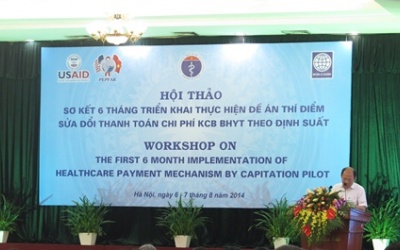 USAID
PEPFAR
HỘI THẢO
SƠ KẾT 6 THÁNG TRIỂN KHAI THỰC HIỆN ĐỀ ÁN THÍ ĐIỂM
SỬA ĐỔI THANH TOÁN CHI PHÍ KCB BHYT THEO ĐỊNH SUẤT
WORKSHOP ON
THE FIRST 6 MONTH IMPLEMENTATION OF
HEALTHCARE PAYMENT MECHANISM BY CAPITATION PILOT
Hà Nội, ngày 6 - 7 tháng 8 năm 2014